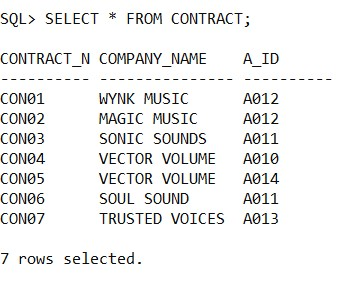 SQL> SELECT * FROM CONTRACT;
CONTRACT_N COMPANY_NAME    A_ID
---------- --------------- ----------
CON01      WYNK MUSIC      A012
CON02      MAGIC MUSIC     A012
CON03      SONIC SOUNDS    A011
CON04      VECTOR VOLUME   A010
CON05      VECTOR VOLUME   A014
CON06      SOUL SOUND      A011
CON07      TRUSTED VOICES  A013
7 rows selected.